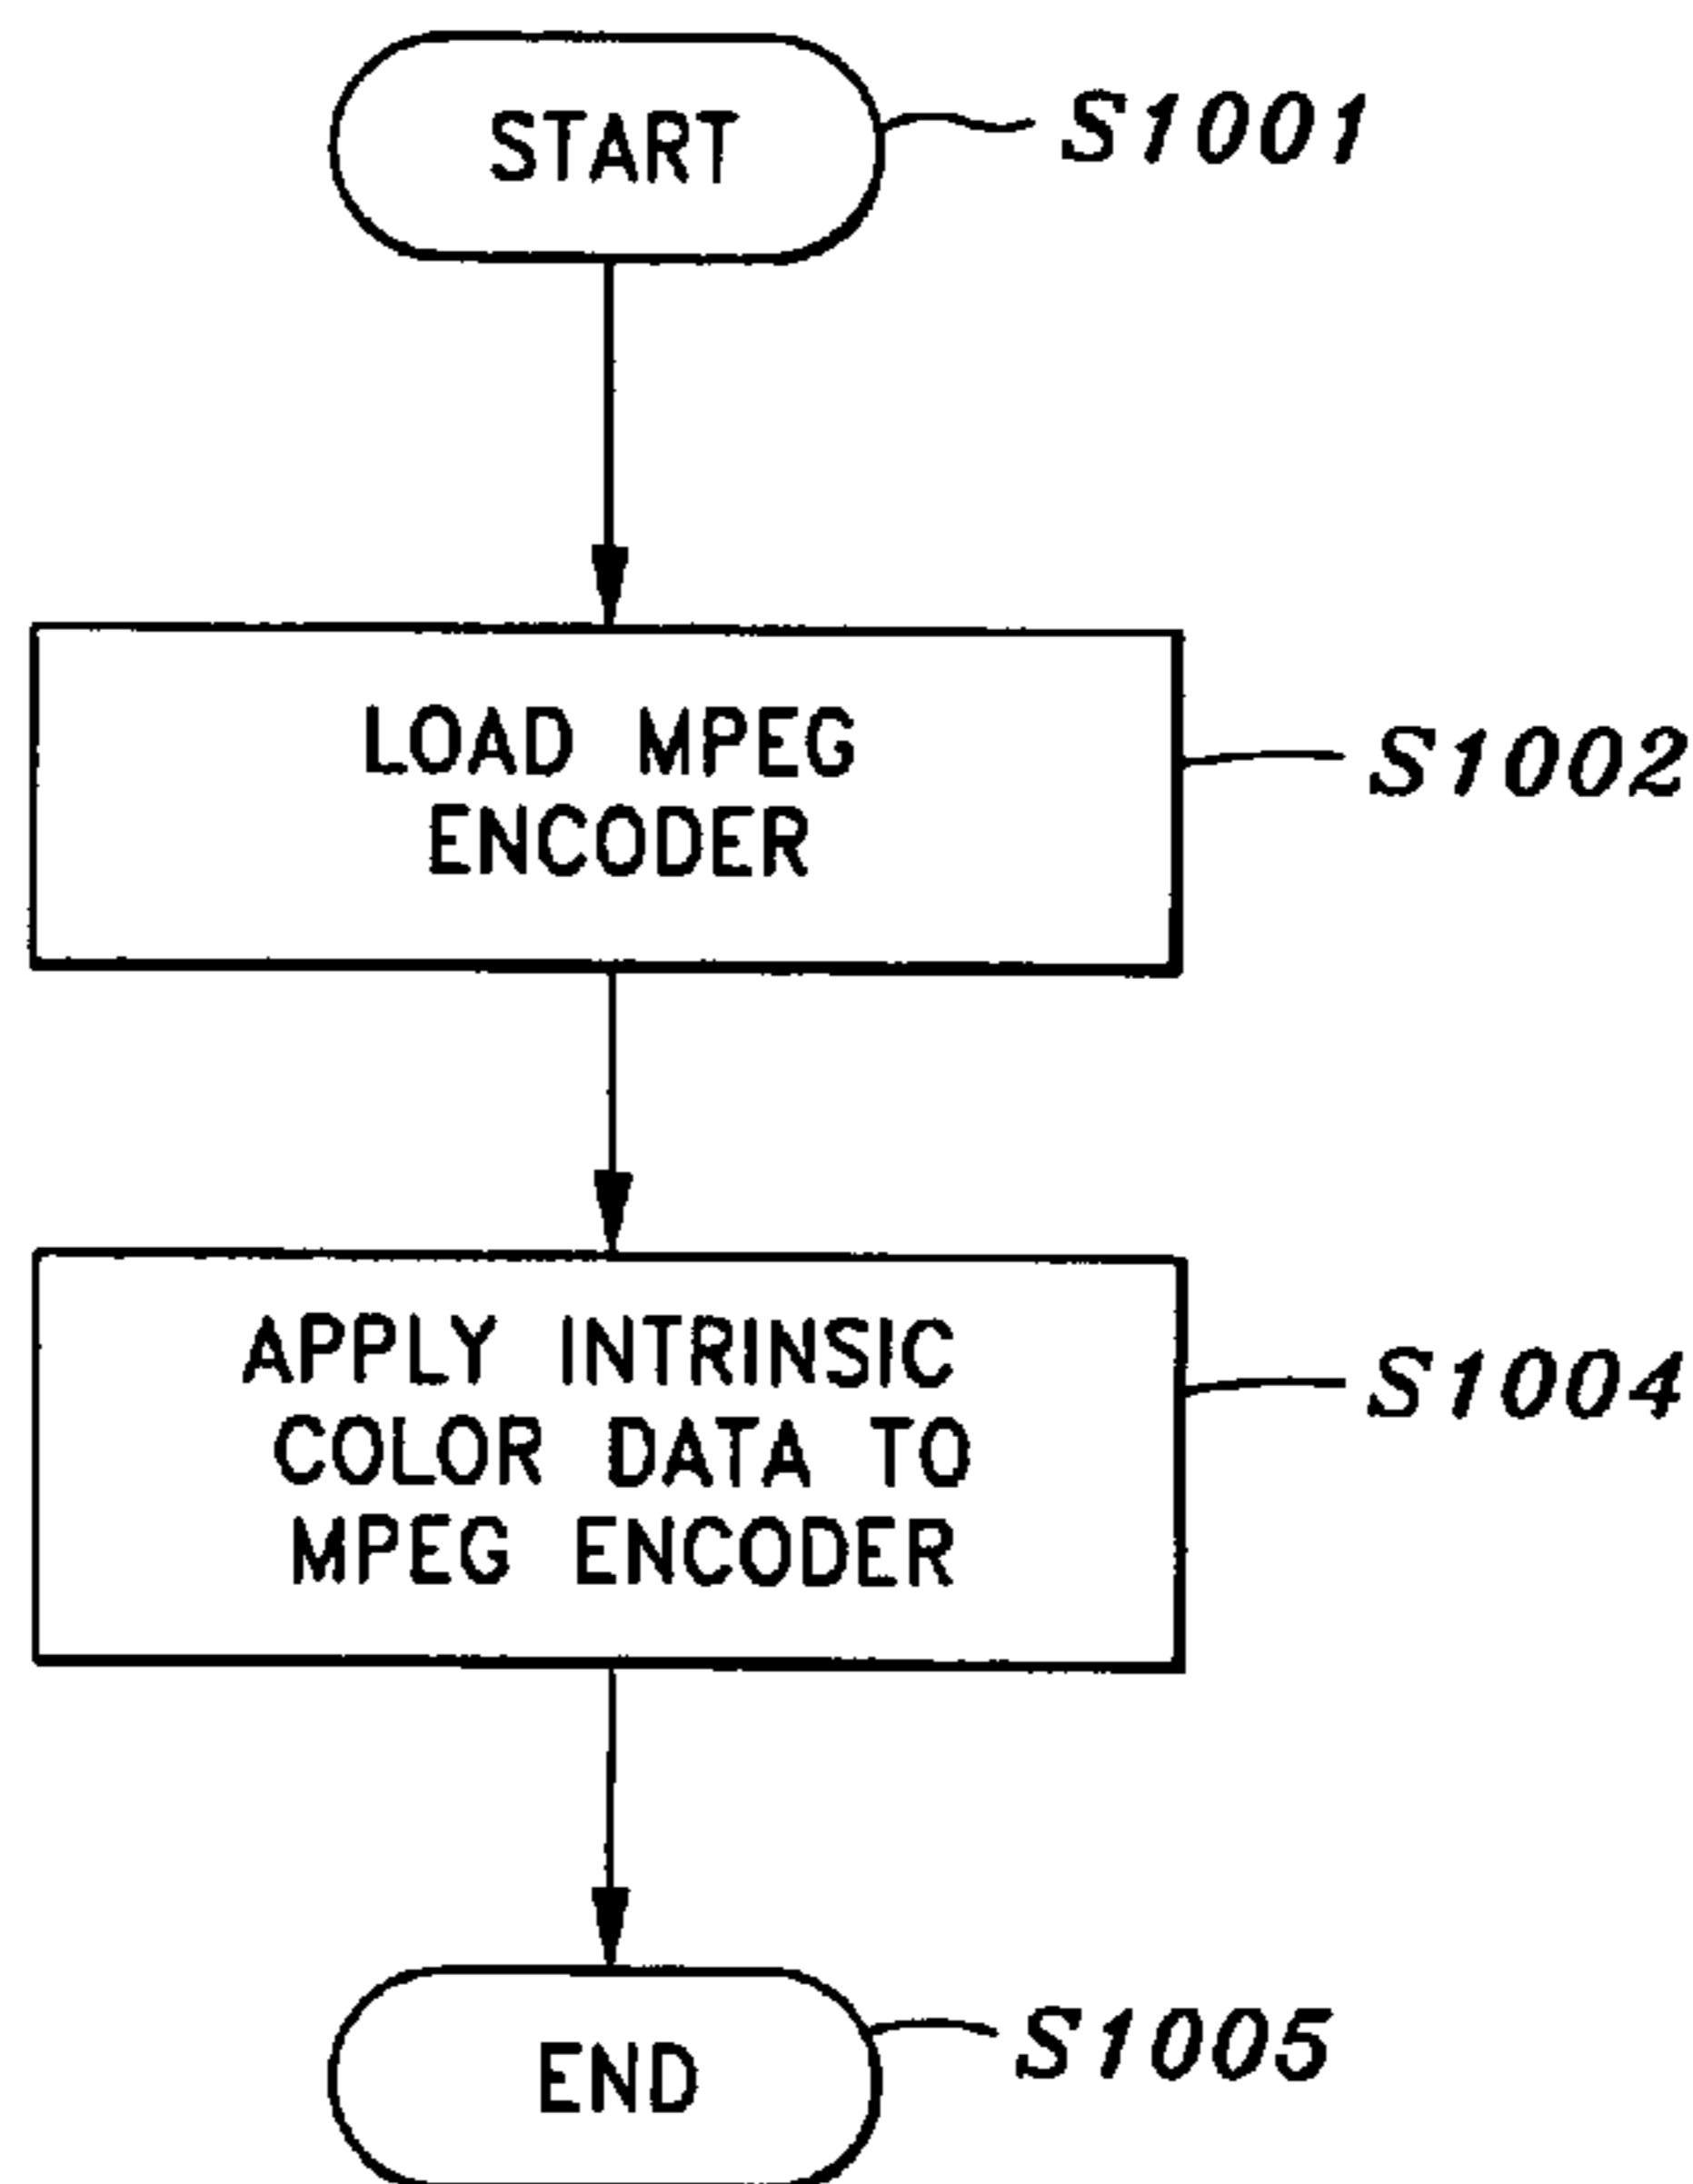 START
S1001
LOAD MPEG
ENCODER
S1002
APPLY INTRINSIC
COLOR DATA TO
MPEG ENCODER
S1004
END
S1005